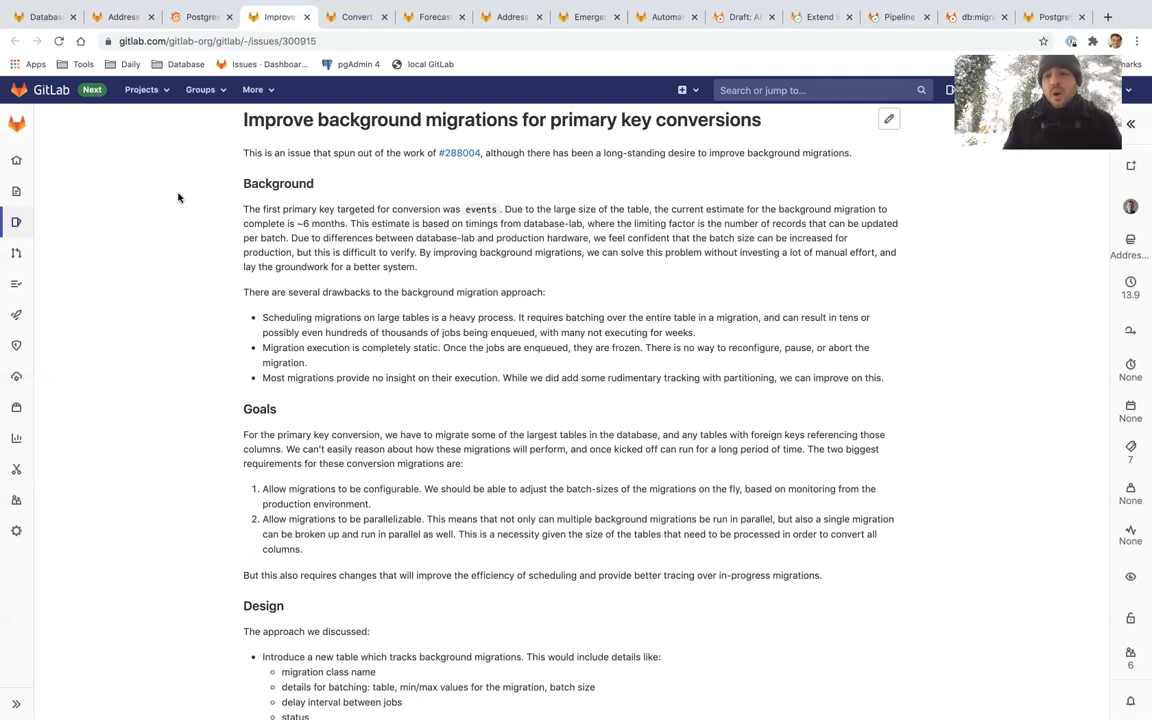 Databas
Address
Postgres
Improve
Convert
Forecast
Address
Emergen
Automat
Draft: Al
Extend i
Pipeline
db:migra
Postgre
gitlab.com/gitlab-org/gitlab/-/issues/300915
Apps
Tools
Daily
Database
Issues · Dashboar...
pgAdmin 4
local GitLab
GitLab
Next
Projects
Groups
More
Search or jump to...
Improve background migrations for primary key conversions
This is an issue that spun out of the work of #288004, although there has been a long-standing desire to improve background migrations.
Background
The first primary key targeted for conversion was events. Due to the large size of the table, the current estimate for the background migration to
complete is ~6 months. This estimate is based on timings from database-lab, where the limiting factor is the number of records that can be updated
per batch. Due to differences between database-lab and production hardware, we feel confident that the batch size can be increased for
production, but this is difficult to verify. By improving background migrations, we can solve this problem without investing a lot of manual effort, and
lay the groundwork for a better system.
There are several drawbacks to the background migration approach:
Scheduling migrations on large tables is a heavy process. It requires batching over the entire table in a migration, and can result in tens or
possibly even hundreds of thousands of jobs being enqueued, with many not executing for weeks.
Migration execution is completely static. Once the jobs are enqueued, they are frozen. There is no way to reconfigure, pause, or abort the
migration.
Most migrations provide no insight on their execution. While we did add some rudimentary tracking with partitioning, we can improve on this.
Goals
For the primary key conversion, we have to migrate some of the largest tables in the database, and any tables with foreign keys referencing those
columns. We can't easily reason about how these migrations will perform, and once kicked off can run for a long period of time. The two biggest
requirements for these conversion migrations are:
1. Allow migrations to be configurable. We should be able to adjust the batch-sizes of the migrations on the fly, based on monitoring from the
production environment.
2. Allow migrations to be parallelizable. This means that not only can multiple background migrations be run in parallel, but also a single migration
can be broken up and run in parallel as well. This is a necessity given the size of the tables that need to be processed in order to convert all
columns.
But this also requires changes that will improve the efficiency of scheduling and provide better tracing over in-progress migrations.
Design
The approach we discussed:
Introduce a new table which tracks background migrations. This would include details like:
migration class name
details for batching: table, min/max values for the migration, batch size
delay interval between jobs
status
Addres...
13.9
None
None
7
None
None
6